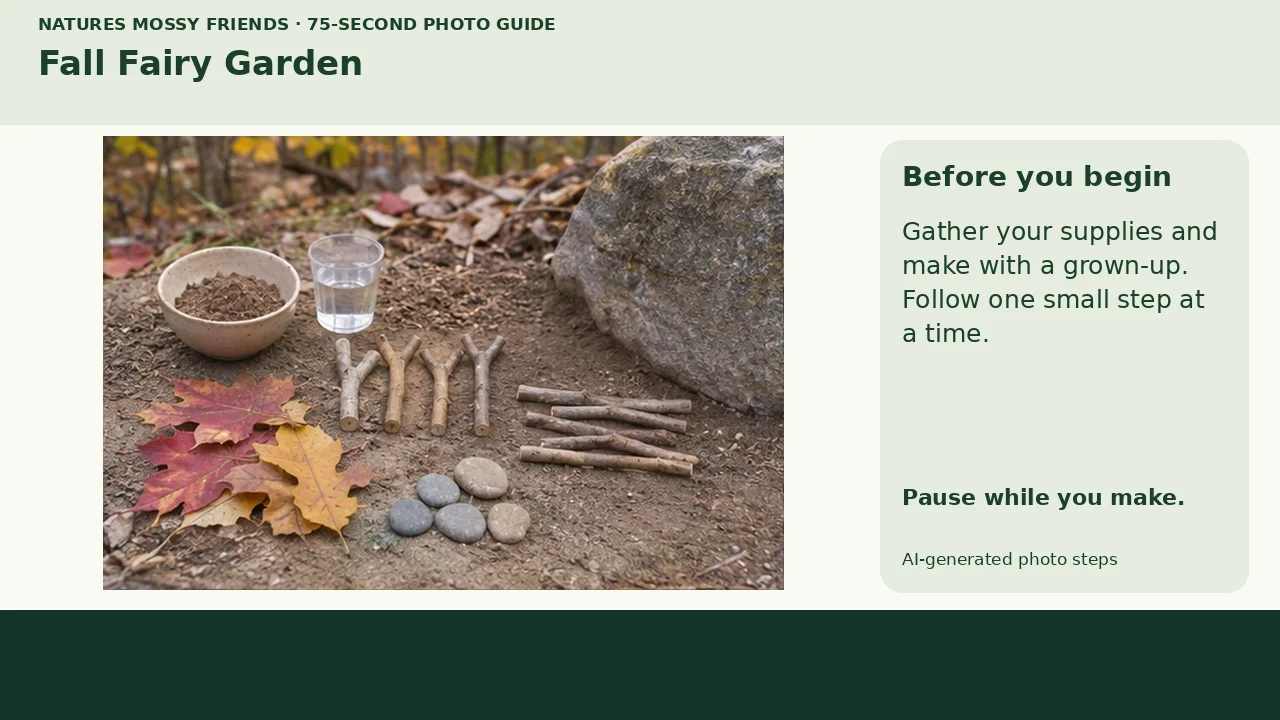 NATURES MOSSY FRIENDS · 75-SECOND PHOTO GUIDE
Fall Fairy Garden
Before you begin
Gather your supplies and
make with a grown-up.
Follow one small step at
a time.
Pause while you make.
AI-generated photo steps